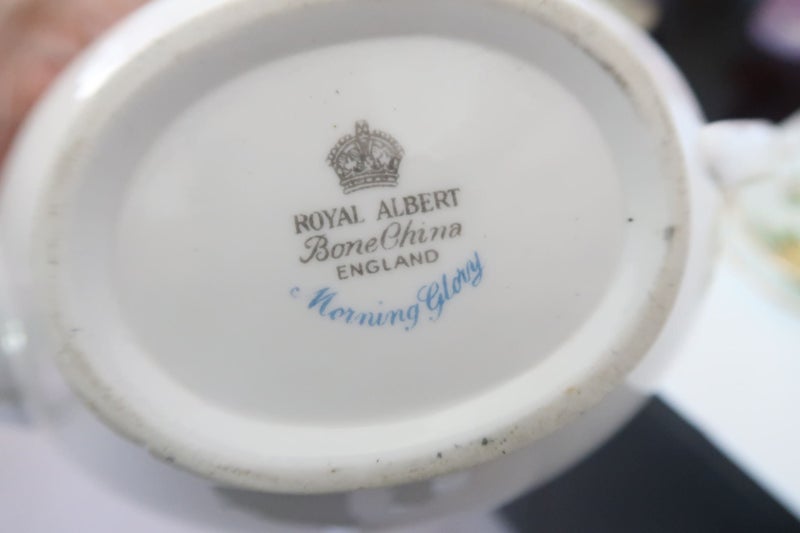 ROYAL ALBERT
Bone China
ENGLAND
Morning Glory